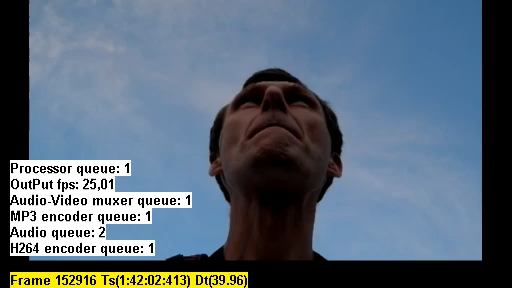 Processor queue: 1
OutPut fps: 25,01
Audio-Video muxer queue: 1
MP3 encoder queue: 1
Audio queue: 2
H264 encoder queue: 1
Frame 152916 Ts(1:42:02:413) Dt(39.96)